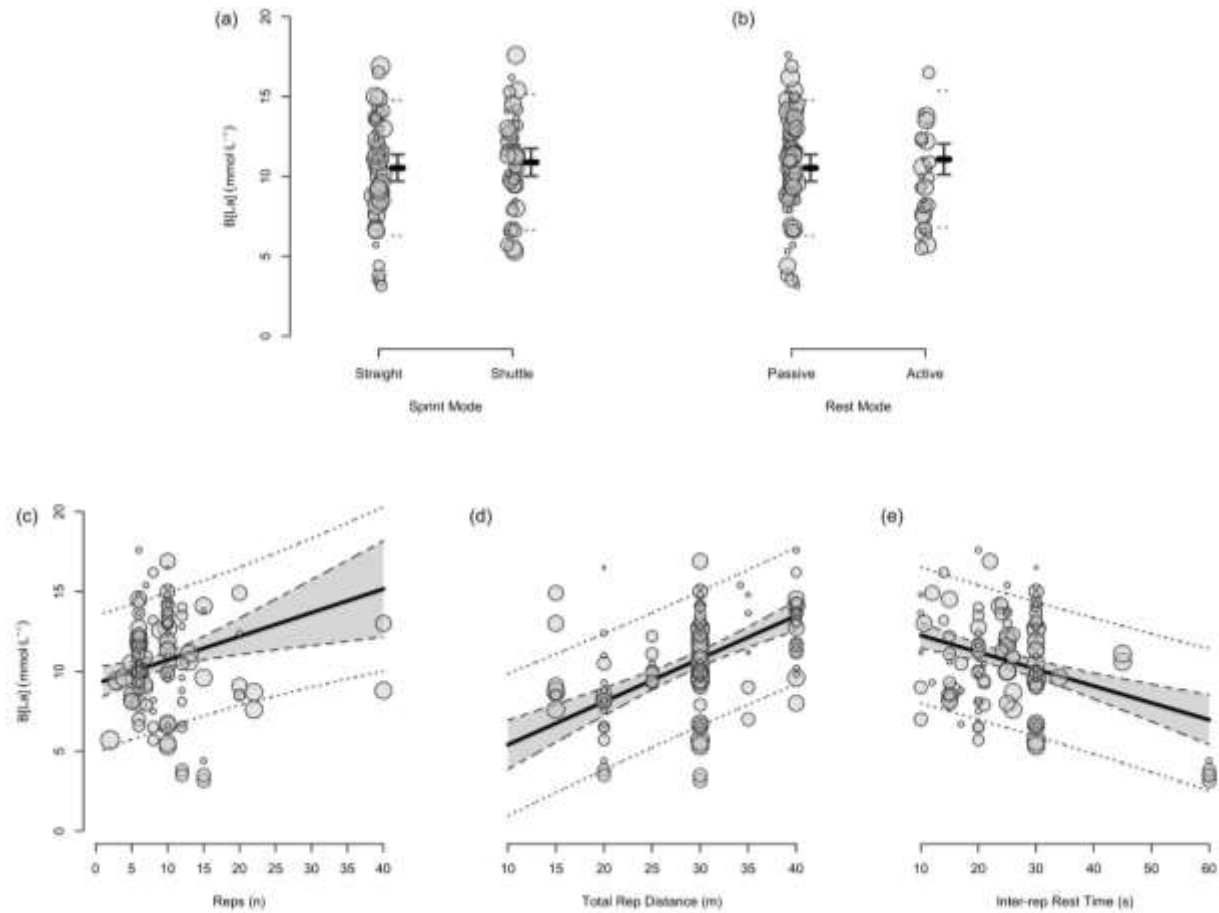 (a)
(b)
20
15
10
5
0
B[La] (mmol·L⁻¹)
Straight
Shuttle
Passive
Active
Sprint Mode
Rest Mode
(c)
(d)
(e)
20
15
10
5
0
B[La] (mmol·L⁻¹)
0 5 10 15 20 25 30 35 40
10 15 20 25 30 35 40
10 20 30 40 50 60
Reps (n)
Total Rep Distance (m)
Inter-rep Rest Time (s)